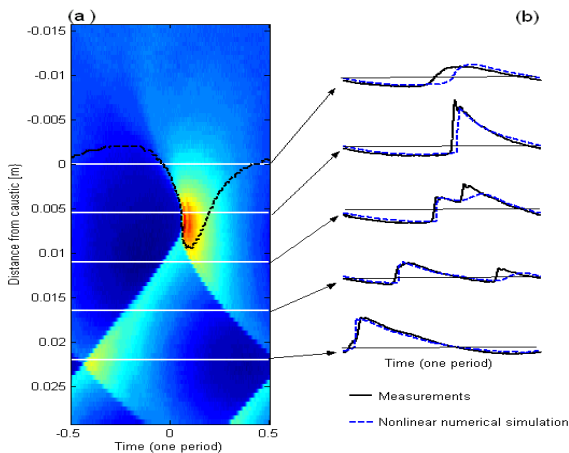 (a)
(b)
-0.015
-0.01
-0.005
0
0.005
0.01
0.015
0.02
0.025
Distance from caustic {m}
-0.5
0
0.5
Time (one period)
Time (one period)
Measurements
Nonlinear numerical simulation